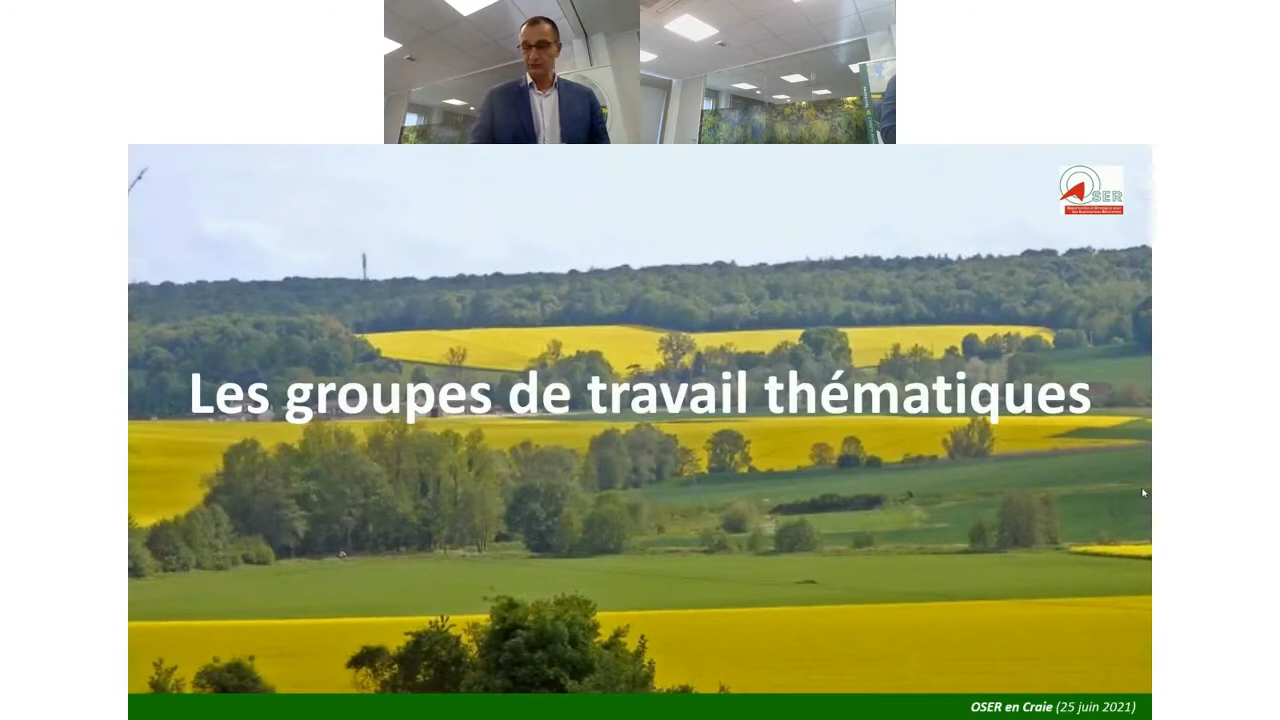 OSER
Les groupes de travail thématiques
OSER en Craie (25 juin 2021)